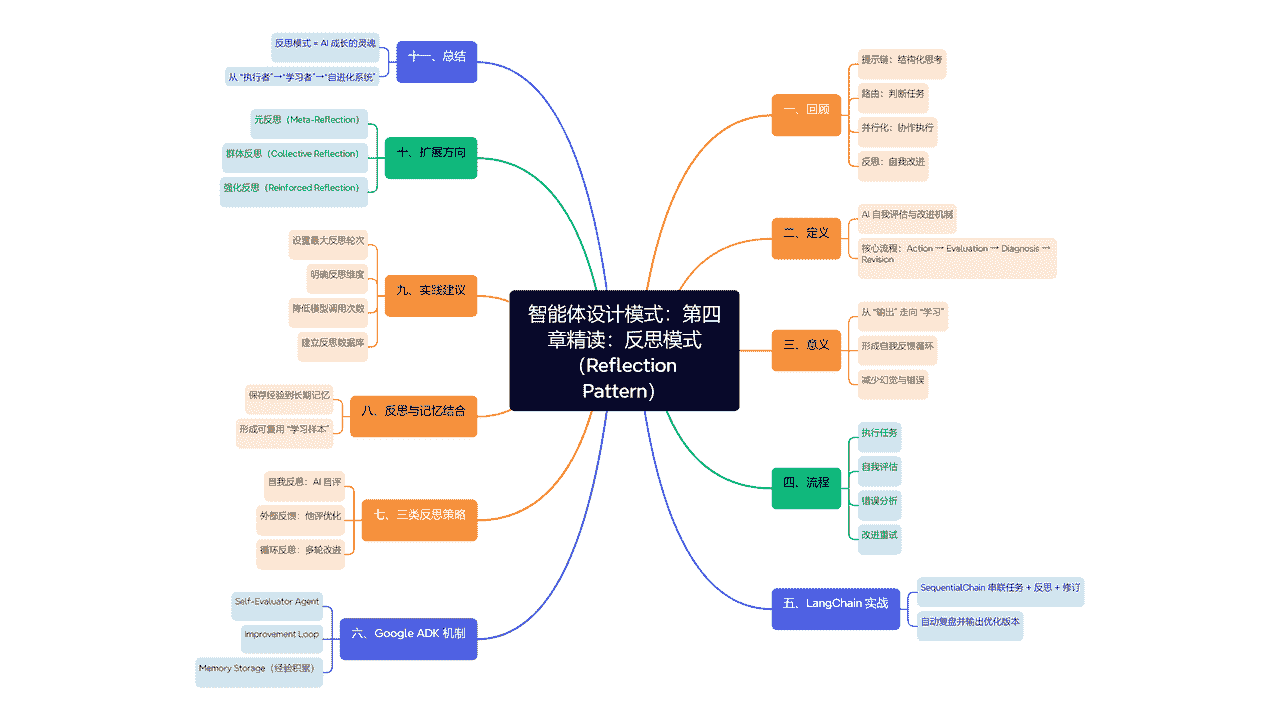 智能体设计模式：第四
章精读：反思模式
（Reflection
Pattern）
一、回顾
提示链：结构化思考
路由：判断任务
并行化：协作执行
反思：自我改进
二、定义
AI 自我评估与改进机制
核心流程：Action → Evaluation → Diagnosis →
Revision
三、意义
从 “输出” 走向 “学习”
形成自我反馈循环
减少幻觉与错误
四、流程
执行任务
自我评估
错误分析
改进重试
五、LangChain 实战
SequentialChain 串联任务 + 反思 + 修订
自动复盘并输出优化版本
六、Google ADK 机制
Self-Evaluator Agent
Improvement Loop
Memory Storage（经验积累）
七、三类反思策略
自我反思：AI 自评
外部反馈：他评优化
循环反思：多轮改进
八、反思与记忆结合
保存经验到长期记忆
形成可复用 “学习样本”
九、实践建议
设置最大反思轮次
明确反思维度
降低模型调用次数
建立反思数据库
十、扩展方向
元反思（Meta-Reflection）
群体反思（Collective Reflection）
强化反思（Reinforced Reflection）
十一、总结
反思模式 = AI 成长的灵魂
从 “执行者”→“学习者”→“自进化系统”